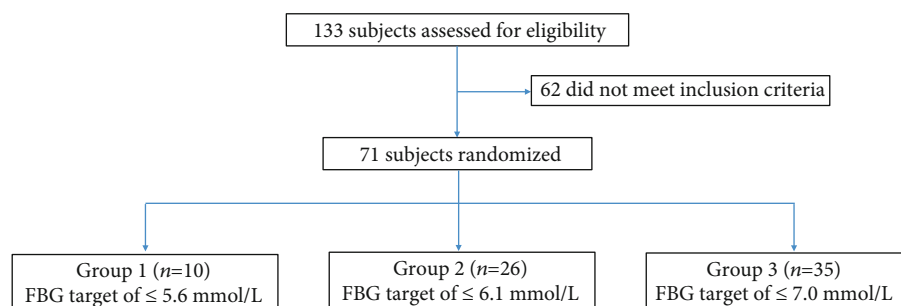 133 subjects assessed for eligibility
62 did not meet inclusion criteria
71 subjects randomized
Group 1 (n=10)
FBG target of ≤ 5.6 mmol/L
Group 2 (n=26)
FBG target of ≤ 6.1 mmol/L
Group 3 (n=35)
FBG target of ≤ 7.0 mmol/L